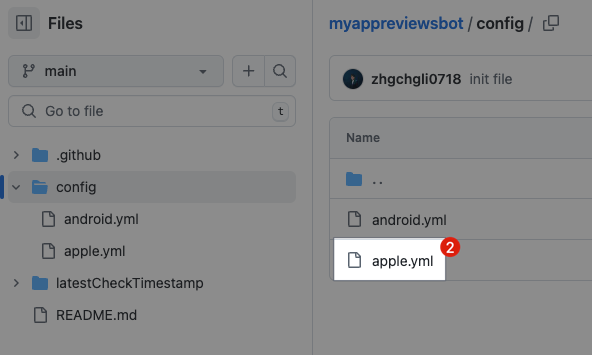 Files
main
Go to file
t
.github
config
android.yml
apple.yml
latestCheckTimestamp
README.md
myappreviewsbot / config /
zhgchgli0718 init file
Name
..
android.yml
apple.yml
2